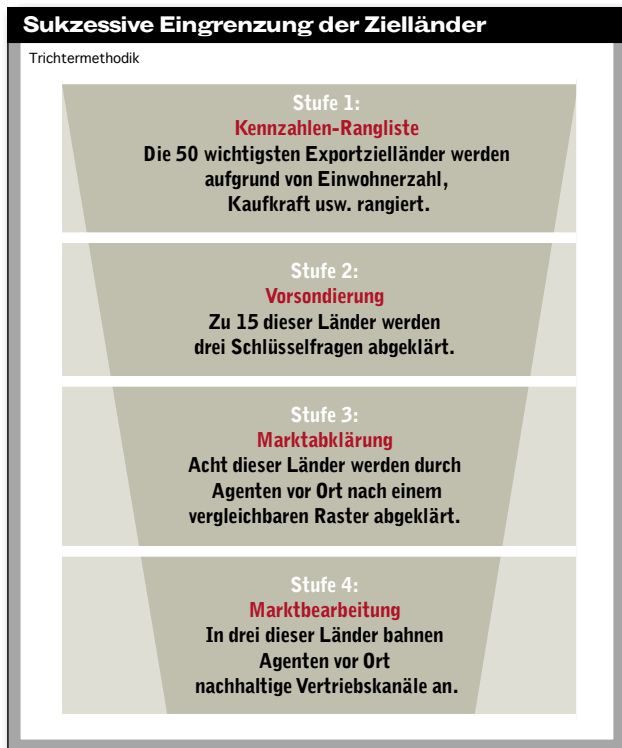 Sukzessive Eingrenzung der Zielländer
Trichtermethodik
Stufe 1:
Kennzahlen-Rangliste
Die 50 wichtigsten Exportzielländer werden
aufgrund von Einwohnerzahl,
Kaufkraft usw. rangiert.
Stufe 2:
Vorsondierung
Zu 15 dieser Länder werden
drei Schlüsselfragen abgeklärt.
Stufe 3:
Marktabklärung
Acht dieser Länder werden durch
Agenten vor Ort nach einem
vergleichbaren Raster abgeklärt.
Stufe 4:
Marktbearbeitung
In drei dieser Länder bahnen
Agenten vor Ort
nachhaltige Vertriebskanäle an.